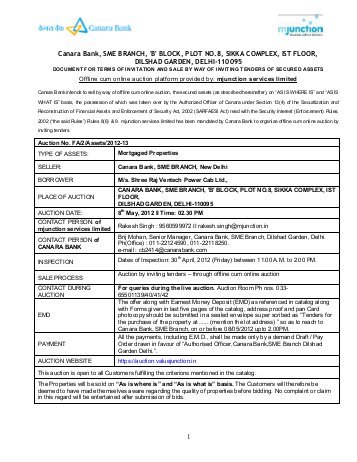 केनरा बैंक Canara Bank
mjunction
Canara Bank, SME BRANCH, 'B' BLOCK, PLOT NO. 8, SIKKA COMPLEX, IST FLOOR,
DILSHAD GARDEN, DELHI-110095
DOCUMENT FOR TERMS OF INVITATION AND SALE BY WAY OF INVITING TENDERS OF SECURED ASSETS
Offline cum online auction platform provided by: mjunction services limited
Canara Bank intends to sell by way of offline cum online auction, the secured assets (as described hereinafter) on "AS IS WHERE IS" and "AS IS
WHAT IS" basis, the possession of which was taken over by the Authorized Officer of Canara under Section 13(4) of the Securitization and
Reconstruction of Financial Assets and Enforcement of Security Act, 2002 ("SARFAESI Act") read with the Security Interest (Enforcement) Rules,
2002 ("the said Rules") Rules 8(6) & 9. mjunction services limited has been mandated by Canara Bank to organize offline cum online auction by
inviting tenders.
Auction No. FA/2/Assets/2012-13
TYPE OF ASSETS: Mortgaged Properties
SELLER: Canara Bank, SME BRANCH, New Delhi
BORROWER M/s. Shree Raj Ventech Power Cab Ltd.,
PLACE OF AUCTION CANARA BANK, SME BRANCH, 'B' BLOCK, PLOT NO.8, SIKKA COMPLEX, IST
FLOOR,
DILSHAD GARDEN, DELHI-110095
AUCTION DATE: 8th May, 2012 II Time: 02.30 PM
CONTACT PERSON: of
mjunction services limited Rakesh Singh : 9560599972 II rakesh.singh@mjunction.in
CONTACT PERSON of
CANARA BANK Brij Mohan, Senior Manager, Canara Bank, SME Branch, Dilshad Garden, Delhi.
Ph(Office) : 011-22124590, 011-22118250.
e-mail : cb2414@canarabank.com
INSPECTION Dates of Inspection: 30th April, 2012 (Friday) between 11.00 A.M. to 2.00 PM.
SALE PROCESS Auction by inviting tenders – through offline cum online auction
CONTACT DURING
AUCTION For queries during the live auction. Auction Room Ph nos. 033-
65501139/40/41/42
EMD The offer along with Earnest Money Deposit (EMD) as referenced in catalog along
with Forms given in last five pages of the catalog, address proof and pan Card
photocopy should be submitted in a sealed envelope super scribed as "Tenders for
the purchase of property at …… (mention the lot address) " so as to reach to
Canara Bank, SME Branch, on or before 08/05/2012 upto 2.00PM.
PAYMENT All the payments, including E.M.D., shall be made only by a demand Draft / Pay
Order drawn in favour of "Authorised Officer, Canara Bank SME Branch Dilshad
Garden Delhi.".
AUCTION WEBSITE https://auction.valuejunction.in
This auction is open to all Customers fulfilling the criterions mentioned in the catalog.
The Properties will be sold on "As is where is" and "As is what is" basis. The Customers will therefore be
deemed to have made themselves aware regarding the quality of properties before bidding. No complaint or claim
in this regard will be entertained after submission of bids.
1